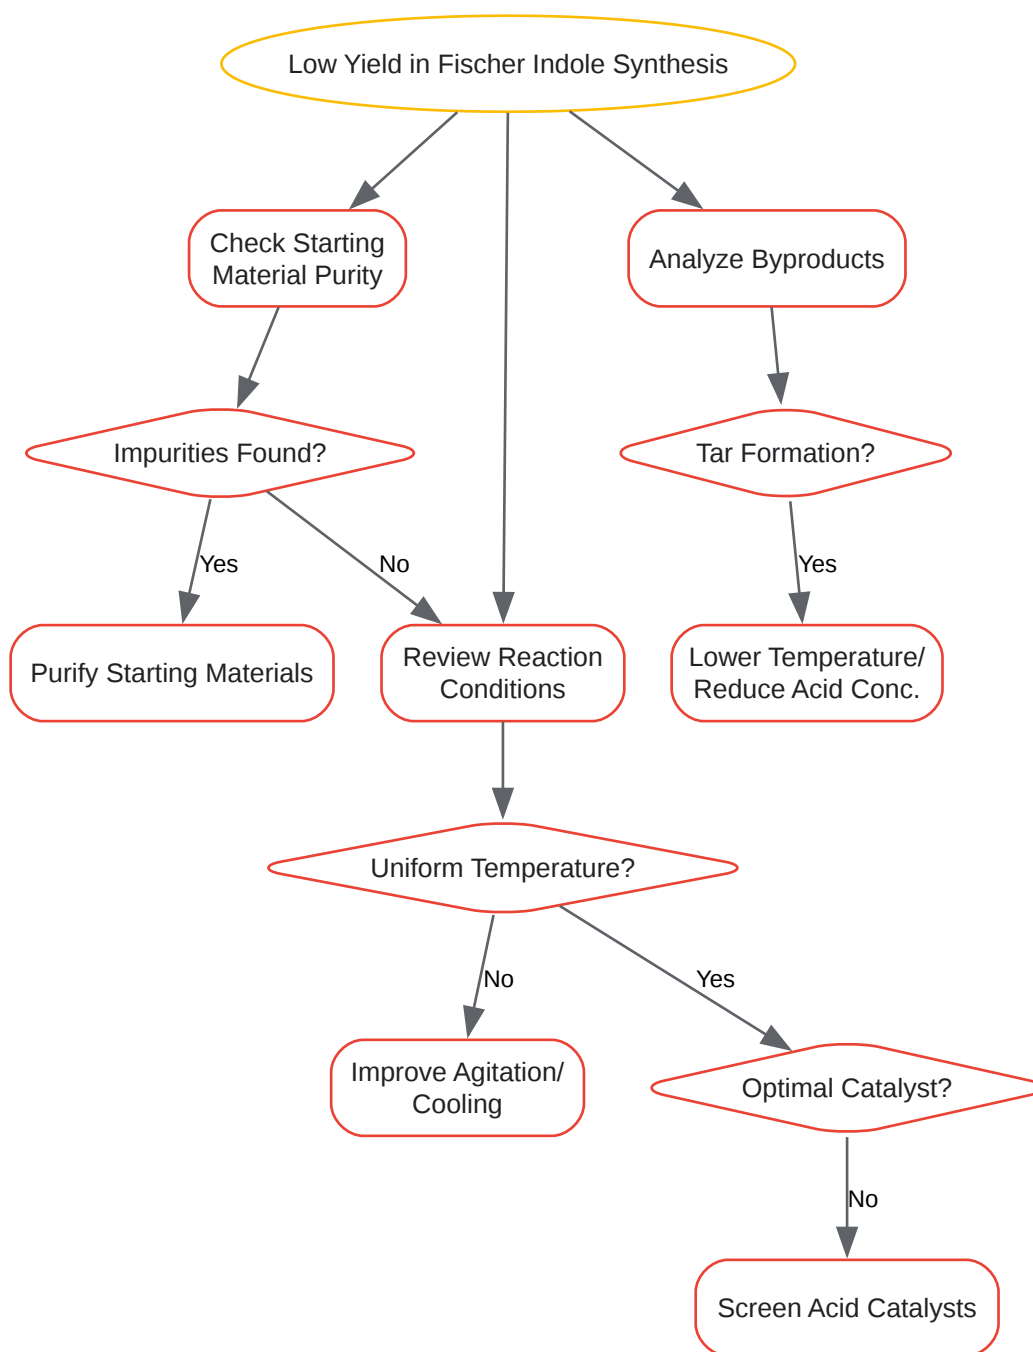 Low Yield in Fischer Indole Synthesis
Check Starting
Material Purity
Analyze Byproducts
Impurities Found?
Tar Formation?
Yes
No
Yes
Purify Starting Materials
Review Reaction
Conditions
Lower Temperature/
Reduce Acid Conc.
Uniform Temperature?
No
Yes
Improve Agitation/
Cooling
Optimal Catalyst?
No
Screen Acid Catalysts